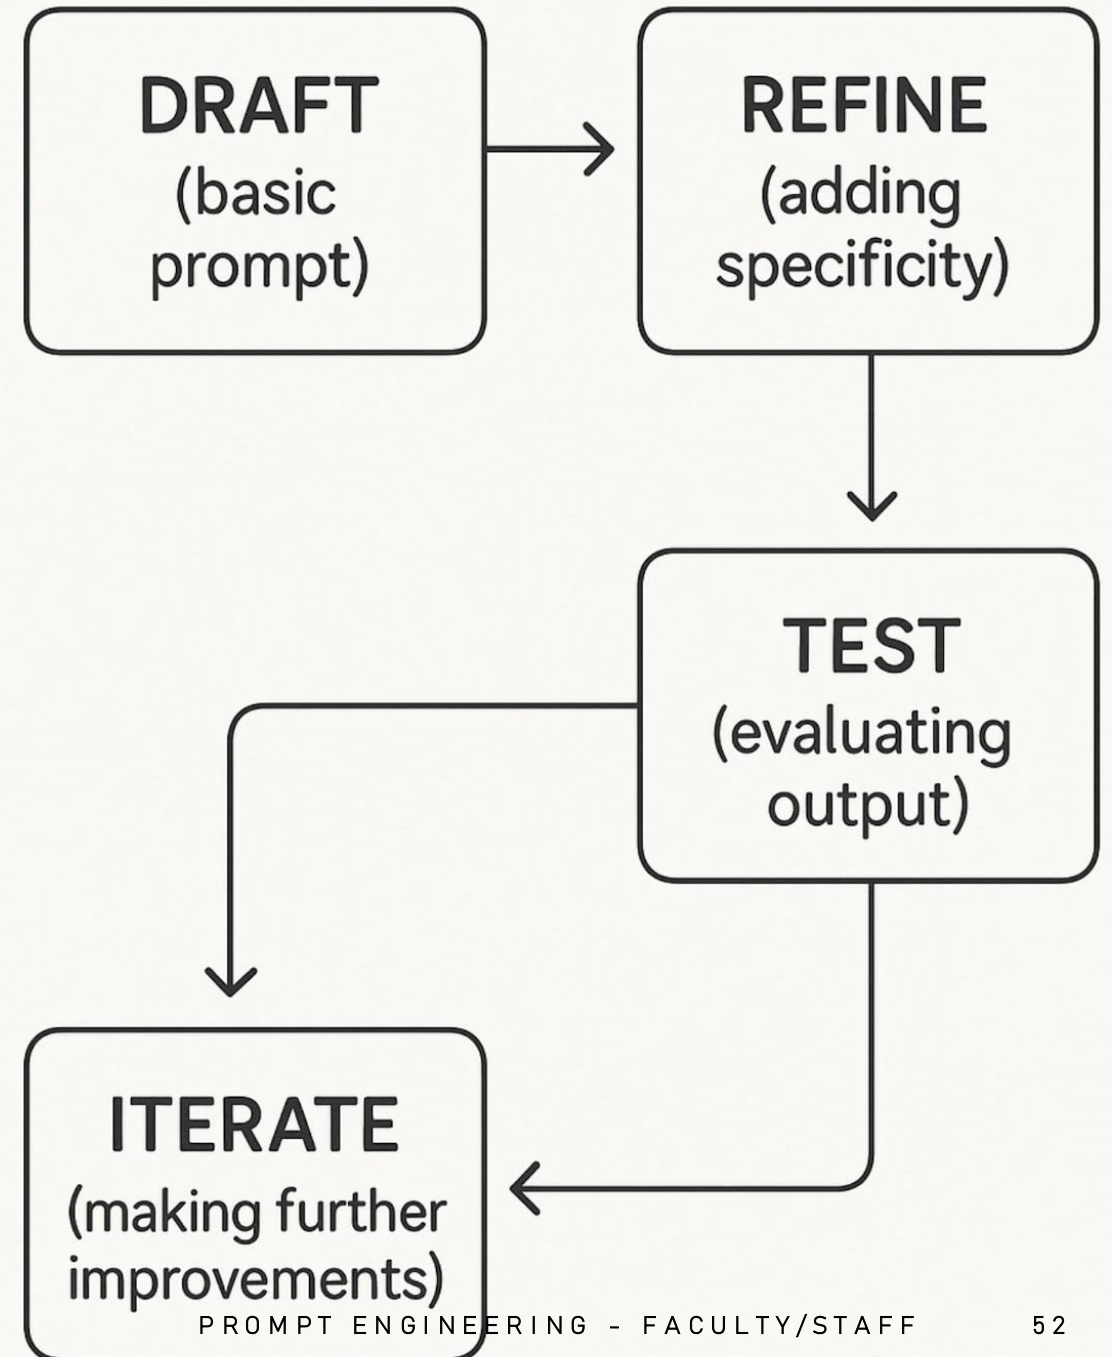 DRAFT
(basic
prompt)
REFINE
(adding
specificity)
TEST
(evaluating
output)
ITERATE
(making further
improvements)
PROMPT ENGINEERING - FACULTY/STAFF
52